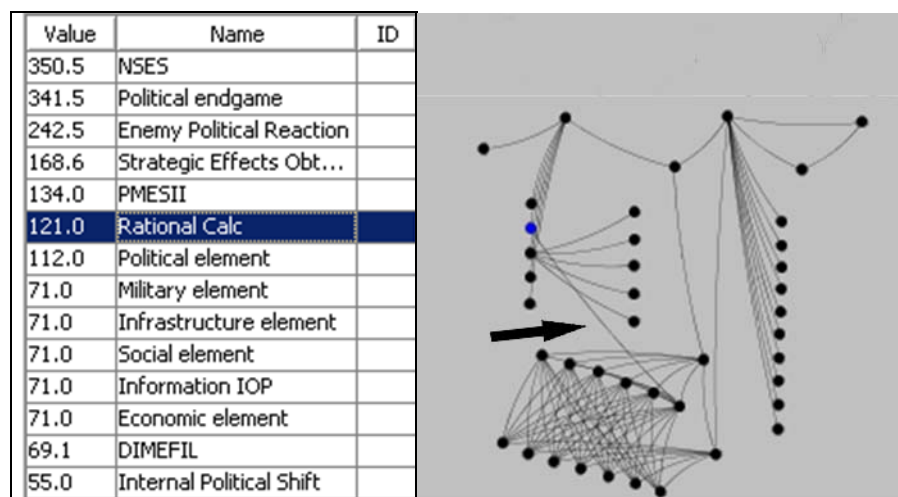 Value Name ID
350.5 NSES
341.5 Political endgame
242.5 Enemy Political Reaction
168.6 Strategic Effects Obt...
134.0 PMESII
121.0 Rational Calc
112.0 Political element
71.0 Military element
71.0 Infrastructure element
71.0 Social element
71.0 Information IOP
71.0 Economic element
69.1 DIMEFIL
55.0 Internal Political Shift